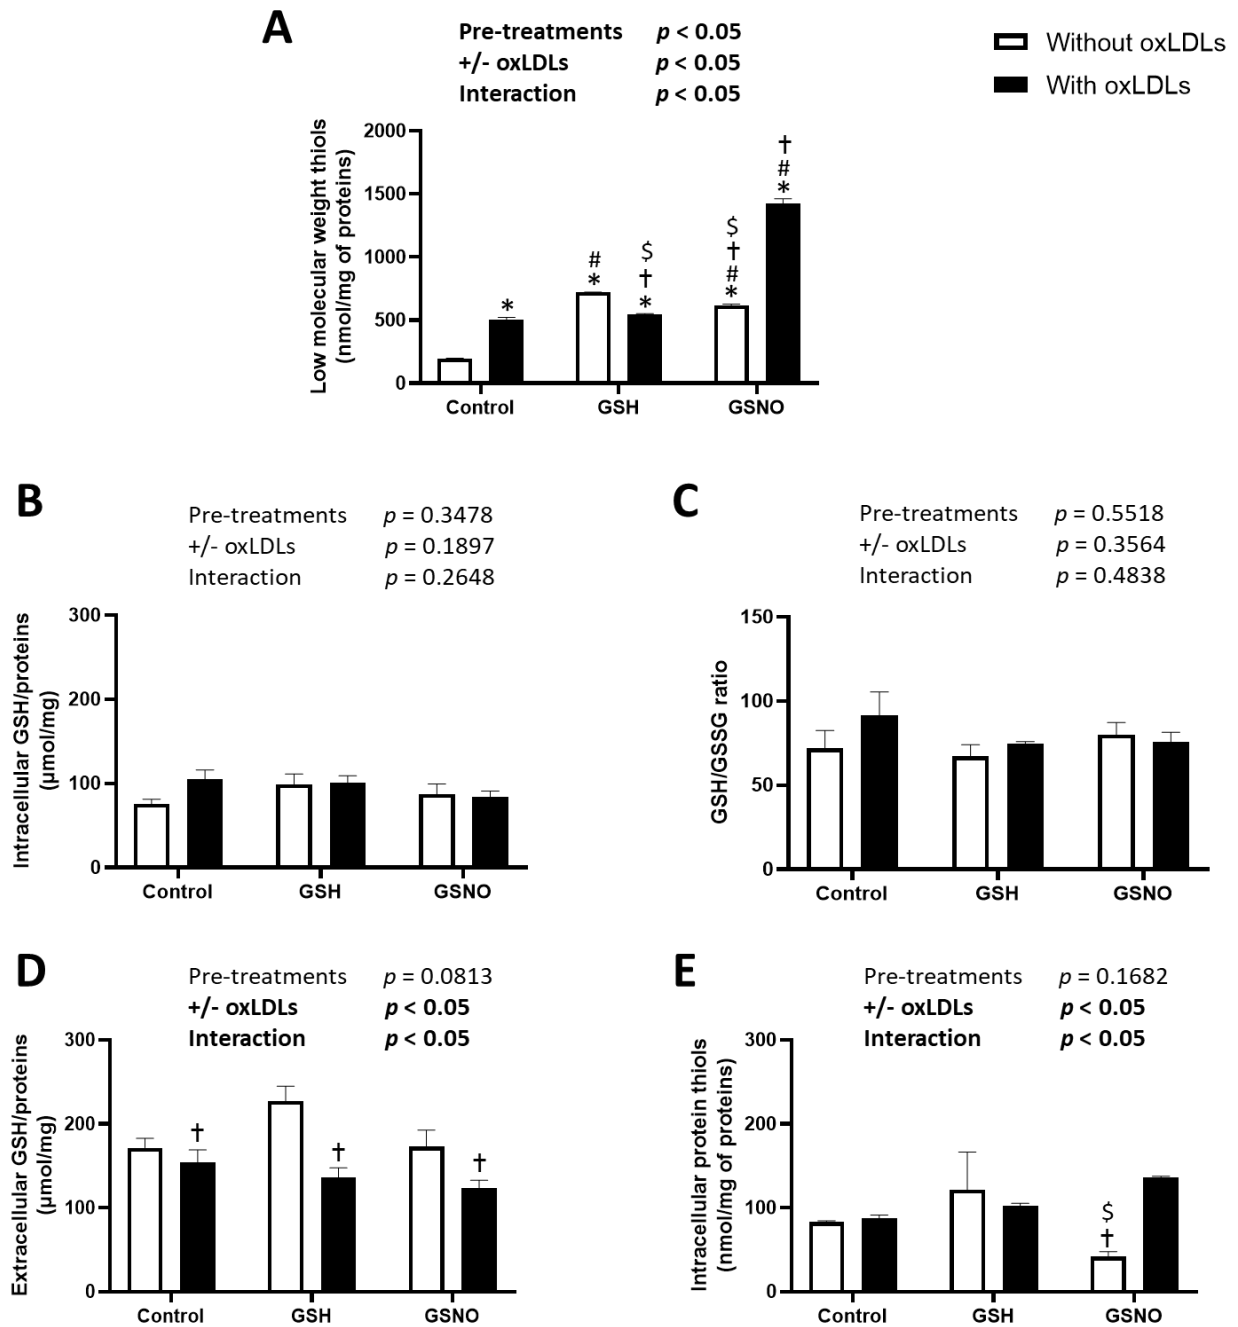 A
Pre-treatments p < 0.05
+/- oxLDLs p < 0.05
Interaction p < 0.05
Without oxLDLs
With oxLDLs
Low molecular weight thiols
(nmol/mg of proteins)
2000
1500
1000
500
0
*
#
*
$
†
*
$
†
#
*
†
#
*
Control GSH GSNO
B
Pre-treatments p = 0.3478
+/- oxLDLs p = 0.1897
Interaction p = 0.2648
Intracellular GSH/proteins
(µmol/mg)
300
200
100
0
Control GSH GSNO
C
Pre-treatments p = 0.5518
+/- oxLDLs p = 0.3564
Interaction p = 0.4838
GSH/GSSG ratio
150
100
50
0
Control GSH GSNO
D
Pre-treatments p = 0.0813
+/- oxLDLs p < 0.05
Interaction p < 0.05
Extracellular GSH/proteins
(µmol/mg)
300
200
100
0
†
†
†
Control GSH GSNO
E
Pre-treatments p = 0.1682
+/- oxLDLs p < 0.05
Interaction p < 0.05
Intracellular protein thiols
(nmol/mg of proteins)
300
200
100
0
$
†
Control GSH GSNO